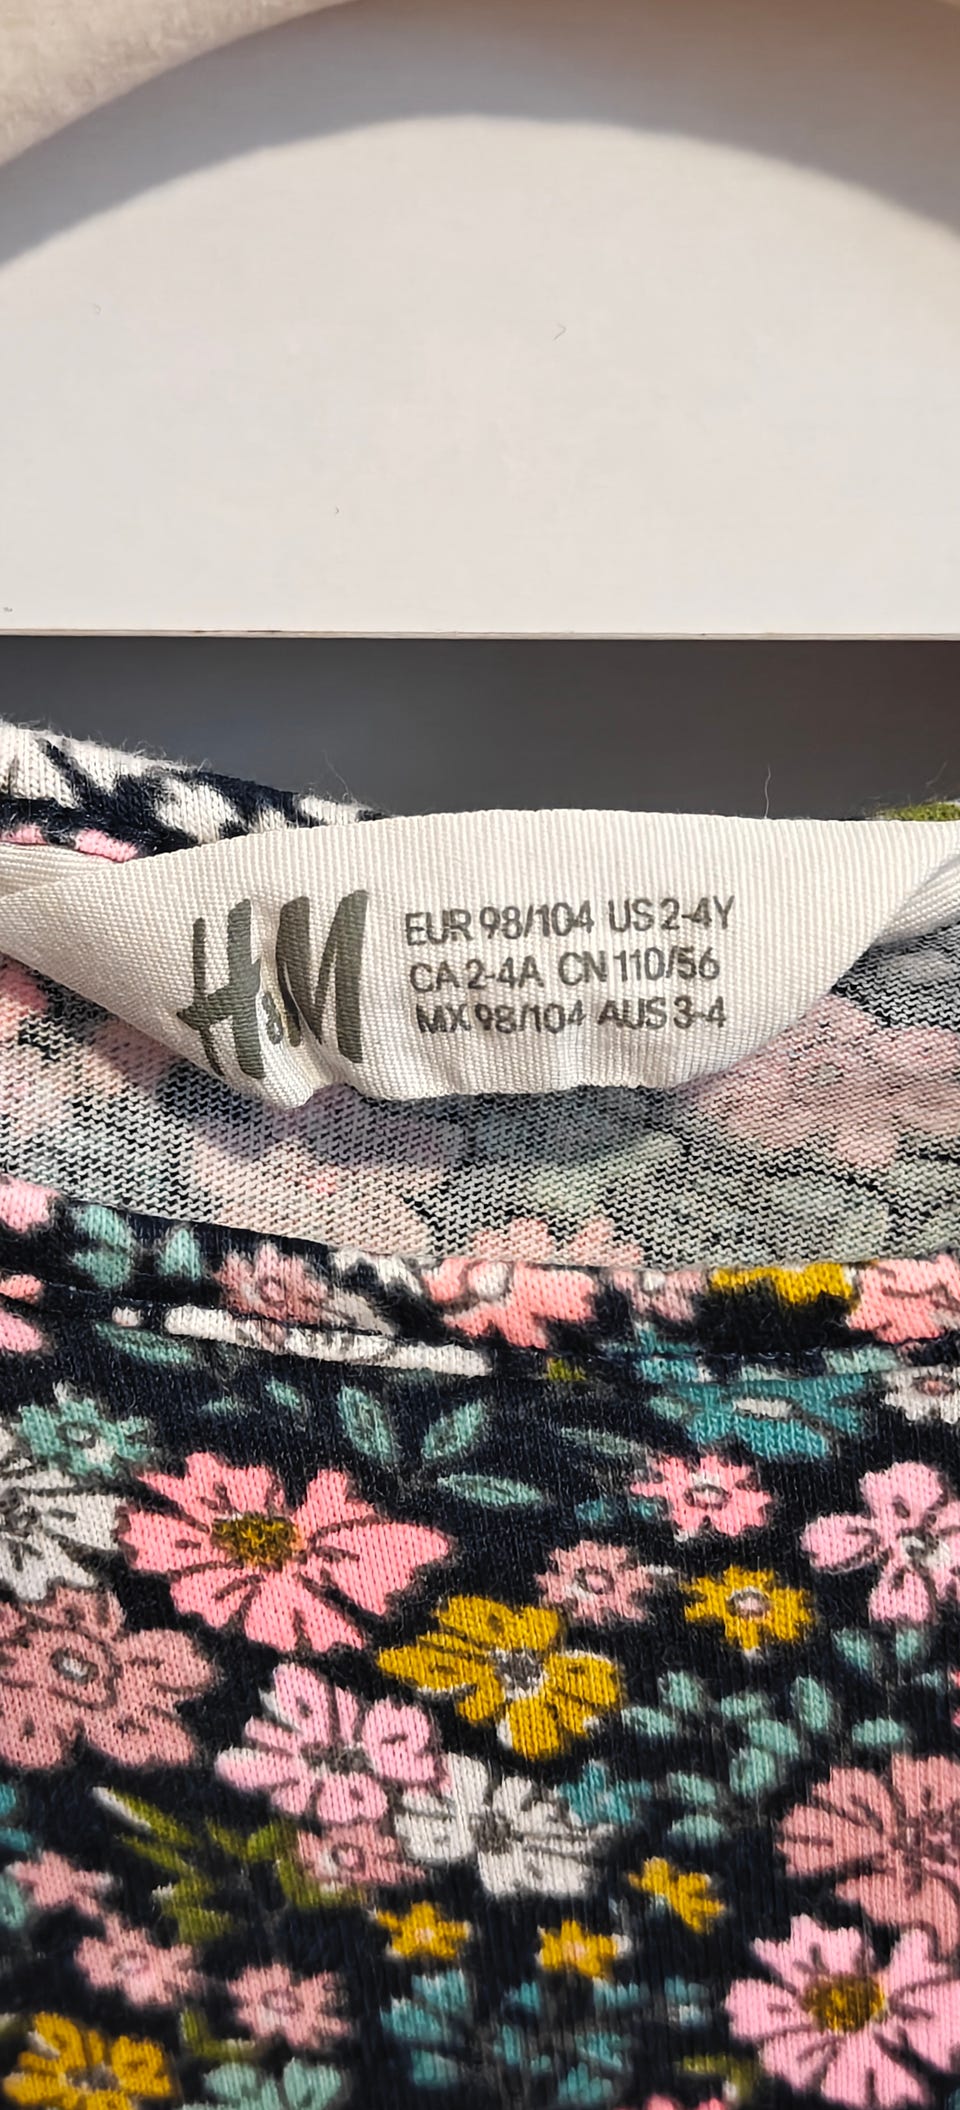 H&M
EUR 98/104 US 2-4Y
CA 2-4A CN 110/56
MX 98/104 AUS 3-4